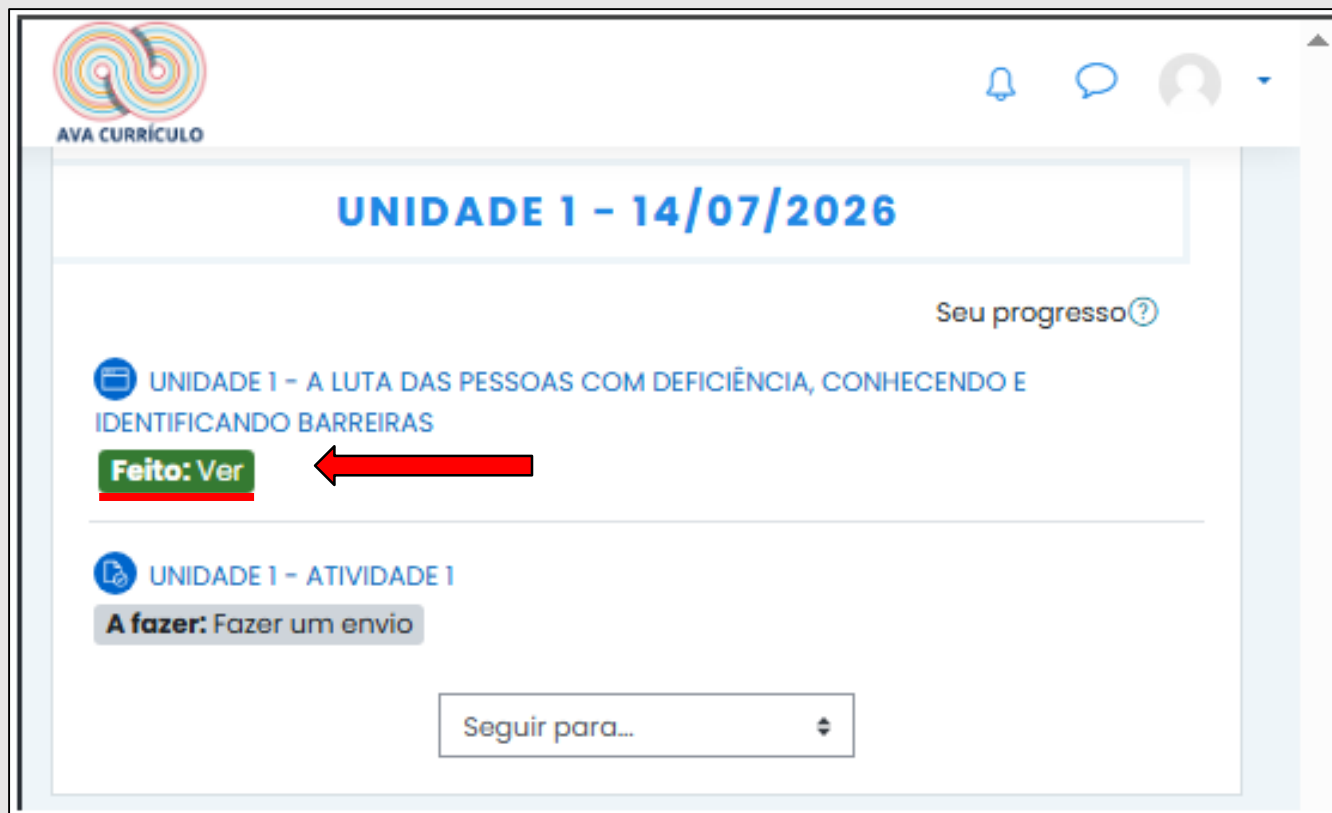 AVA CURRÍCULO
UNIDADE 1 - 14/07/2026
Seu progresso?
UNIDADE 1 - A LUTA DAS PESSOAS COM DEFICIÊNCIA, CONHECENDO E
IDENTIFICANDO BARREIRAS
Feito: Ver
UNIDADE 1 - ATIVIDADE 1
A fazer: Fazer um envio
Seguir para...